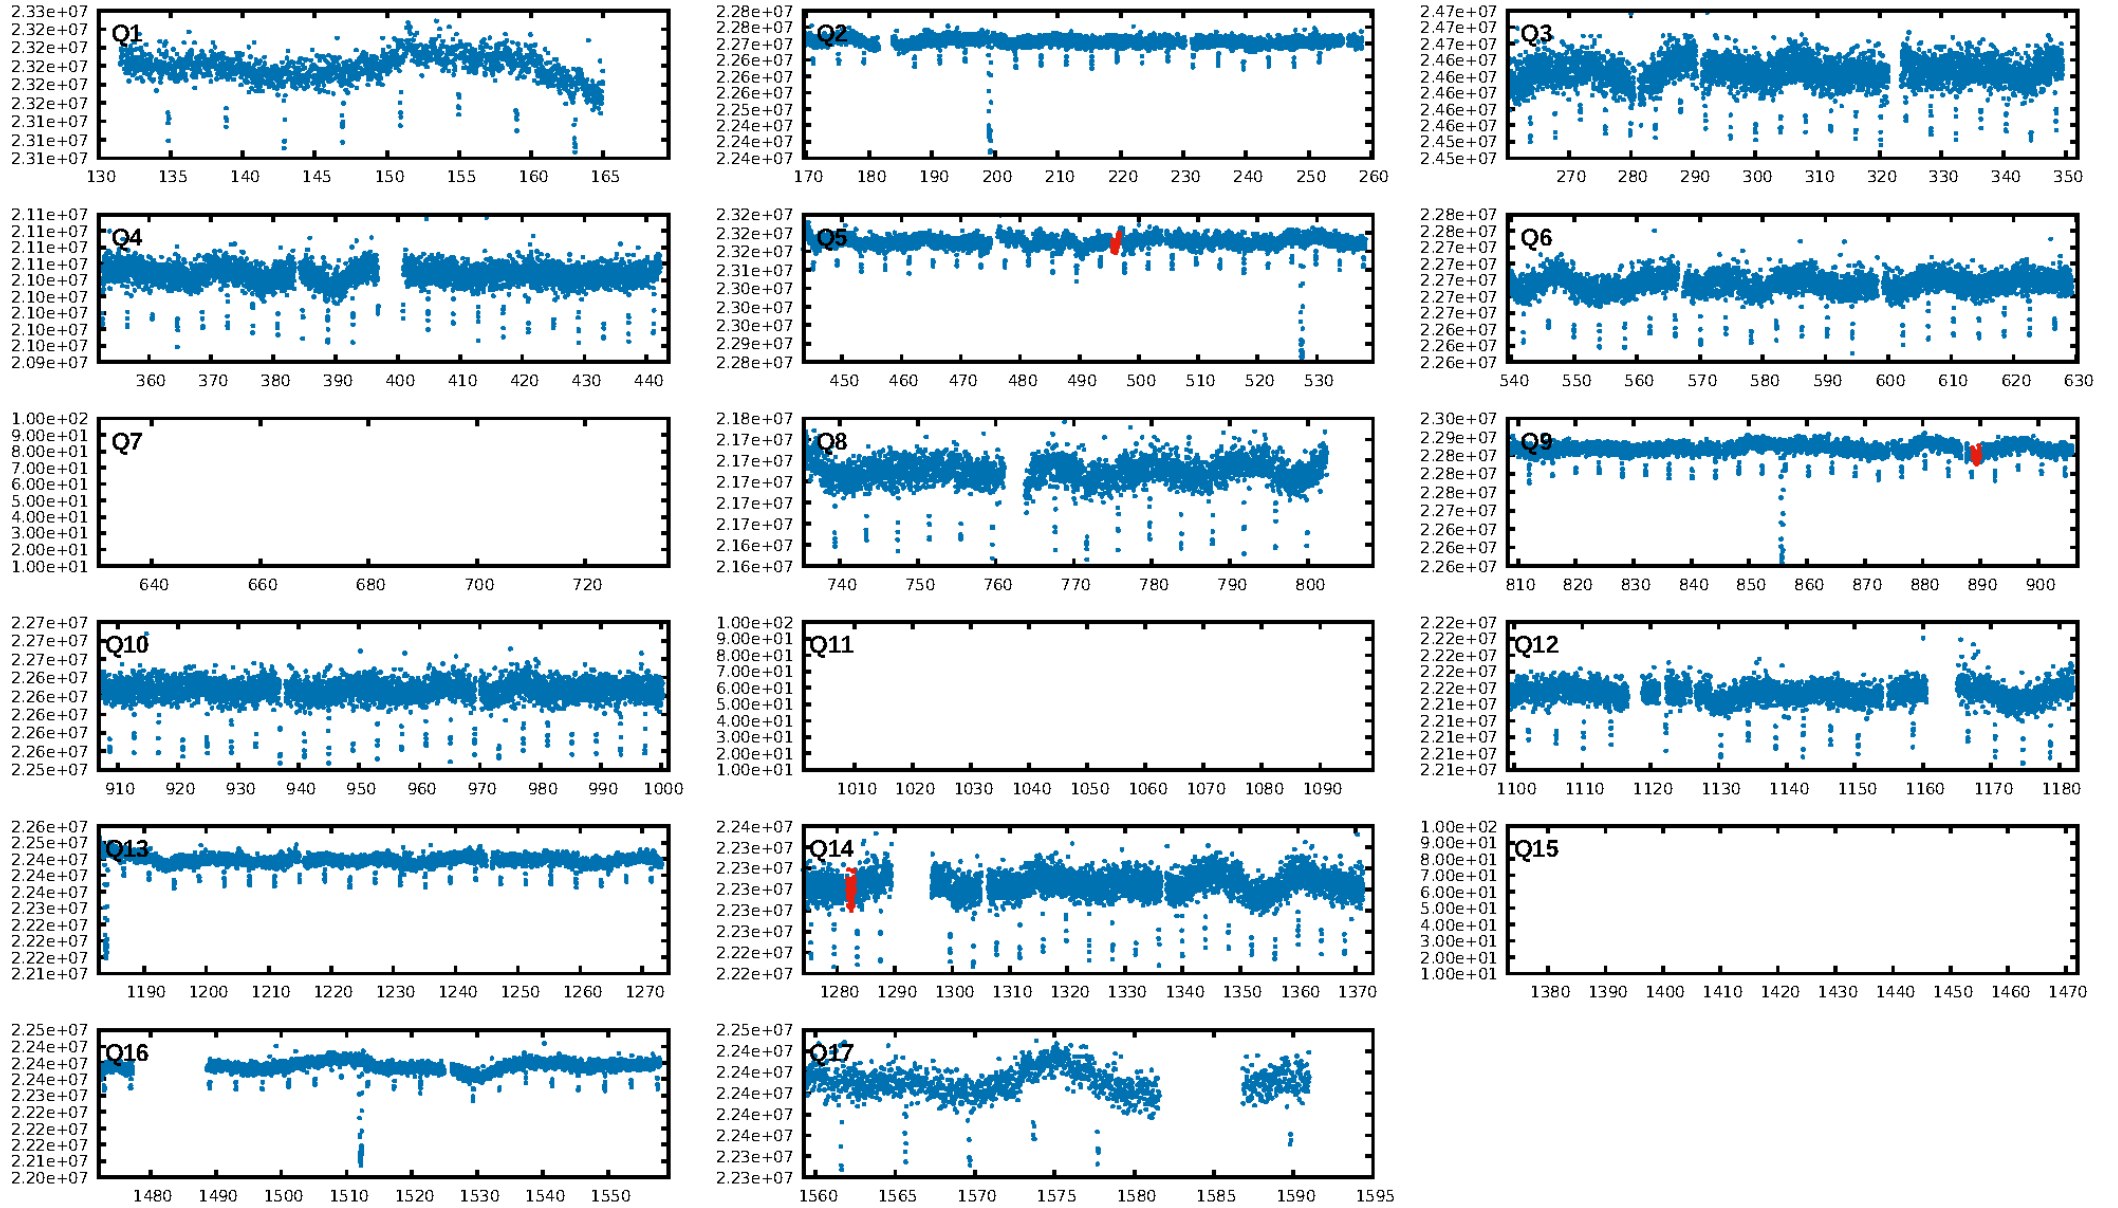 2.33e+07 2.32e+07 2.32e+07 2.32e+07 2.32e+07 2.32e+07 2.31e+07 2.31e+07 2.31e+07
Q1
130 135 140 145 150 155 160 165
2.28e+07 2.28e+07 2.27e+07 2.27e+07 2.26e+07 2.26e+07 2.25e+07 2.25e+07 2.24e+07 2.24e+07
Q2
170 180 190 200 210 220 230 240 250 260
2.47e+07 2.47e+07 2.47e+07 2.46e+07 2.46e+07 2.46e+07 2.46e+07 2.46e+07 2.45e+07 2.45e+07
Q3
270 280 290 300 310 320 330 340 350
2.11e+07 2.11e+07 2.11e+07 2.11e+07 2.10e+07 2.10e+07 2.10e+07 2.10e+07 2.10e+07 2.09e+07
Q4
360 370 380 390 400 410 420 430 440
2.32e+07 2.32e+07 2.32e+07 2.31e+07 2.30e+07 2.30e+07 2.30e+07 2.29e+07 2.28e+07
Q5
450 460 470 480 490 500 510 520 530
2.28e+07 2.28e+07 2.27e+07 2.27e+07 2.27e+07 2.27e+07 2.26e+07 2.26e+07 2.26e+07 2.26e+07
Q6
540 550 560 570 580 590 600 610 620 630
1.00e+02 9.00e+01 8.00e+01 7.00e+01 6.00e+01 5.00e+01 4.00e+01 3.00e+01 2.00e+01 1.00e+01
Q7
640 660 680 700 720
2.18e+07 2.17e+07 2.17e+07 2.17e+07 2.17e+07 2.17e+07 2.16e+07 2.16e+07
Q8
740 750 760 770 780 790 800
2.30e+07 2.29e+07 2.28e+07 2.28e+07 2.28e+07 2.27e+07 2.26e+07 2.26e+07 2.26e+07
Q9
810 820 830 840 850 860 870 880 890 900
2.27e+07 2.27e+07 2.27e+07 2.26e+07 2.26e+07 2.26e+07 2.26e+07 2.26e+07 2.25e+07
Q10
910 920 930 940 950 960 970 980 990 1000
1.00e+02 9.00e+01 8.00e+01 7.00e+01 6.00e+01 5.00e+01 4.00e+01 3.00e+01 2.00e+01 1.00e+01
Q11
1010 1020 1030 1040 1050 1060 1070 1080 1090
2.22e+07 2.22e+07 2.22e+07 2.22e+07 2.22e+07 2.21e+07 2.21e+07 2.21e+07 2.21e+07 2.21e+07
Q12
1100 1110 1120 1130 1140 1150 1160 1170 1180
2.26e+07 2.25e+07 2.24e+07 2.24e+07 2.24e+07 2.23e+07 2.22e+07 2.22e+07 2.22e+07 2.21e+07
Q13
1190 1200 1210 1220 1230 1240 1250 1260 1270
2.24e+07 2.23e+07 2.23e+07 2.23e+07 2.23e+07 2.23e+07 2.22e+07 2.22e+07
Q14
1280 1290 1300 1310 1320 1330 1340 1350 1360 1370
1.00e+02 9.00e+01 8.00e+01 7.00e+01 6.00e+01 5.00e+01 4.00e+01 3.00e+01 2.00e+01 1.00e+01
Q15
1380 1390 1400 1410 1420 1430 1440 1450 1460 1470
2.25e+07 2.24e+07 2.24e+07 2.24e+07 2.23e+07 2.22e+07 2.22e+07 2.22e+07 2.21e+07 2.20e+07
Q16
1480 1490 1500 1510 1520 1530 1540 1550
2.25e+07 2.24e+07 2.24e+07 2.24e+07 2.24e+07 2.24e+07 2.23e+07 2.23e+07
Q17
1560 1565 1570 1575 1580 1585 1590 1595